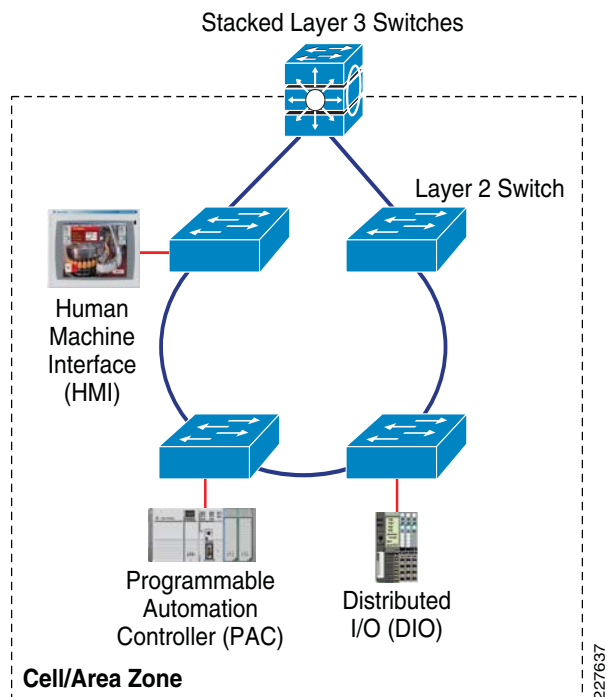 Stacked Layer 3 Switches
Layer 2 Switch
Human
Machine
Interface
(HMI)
Programmable
Automation
Controller (PAC)
Distributed
I/O (DIO)
Cell/Area Zone
227637